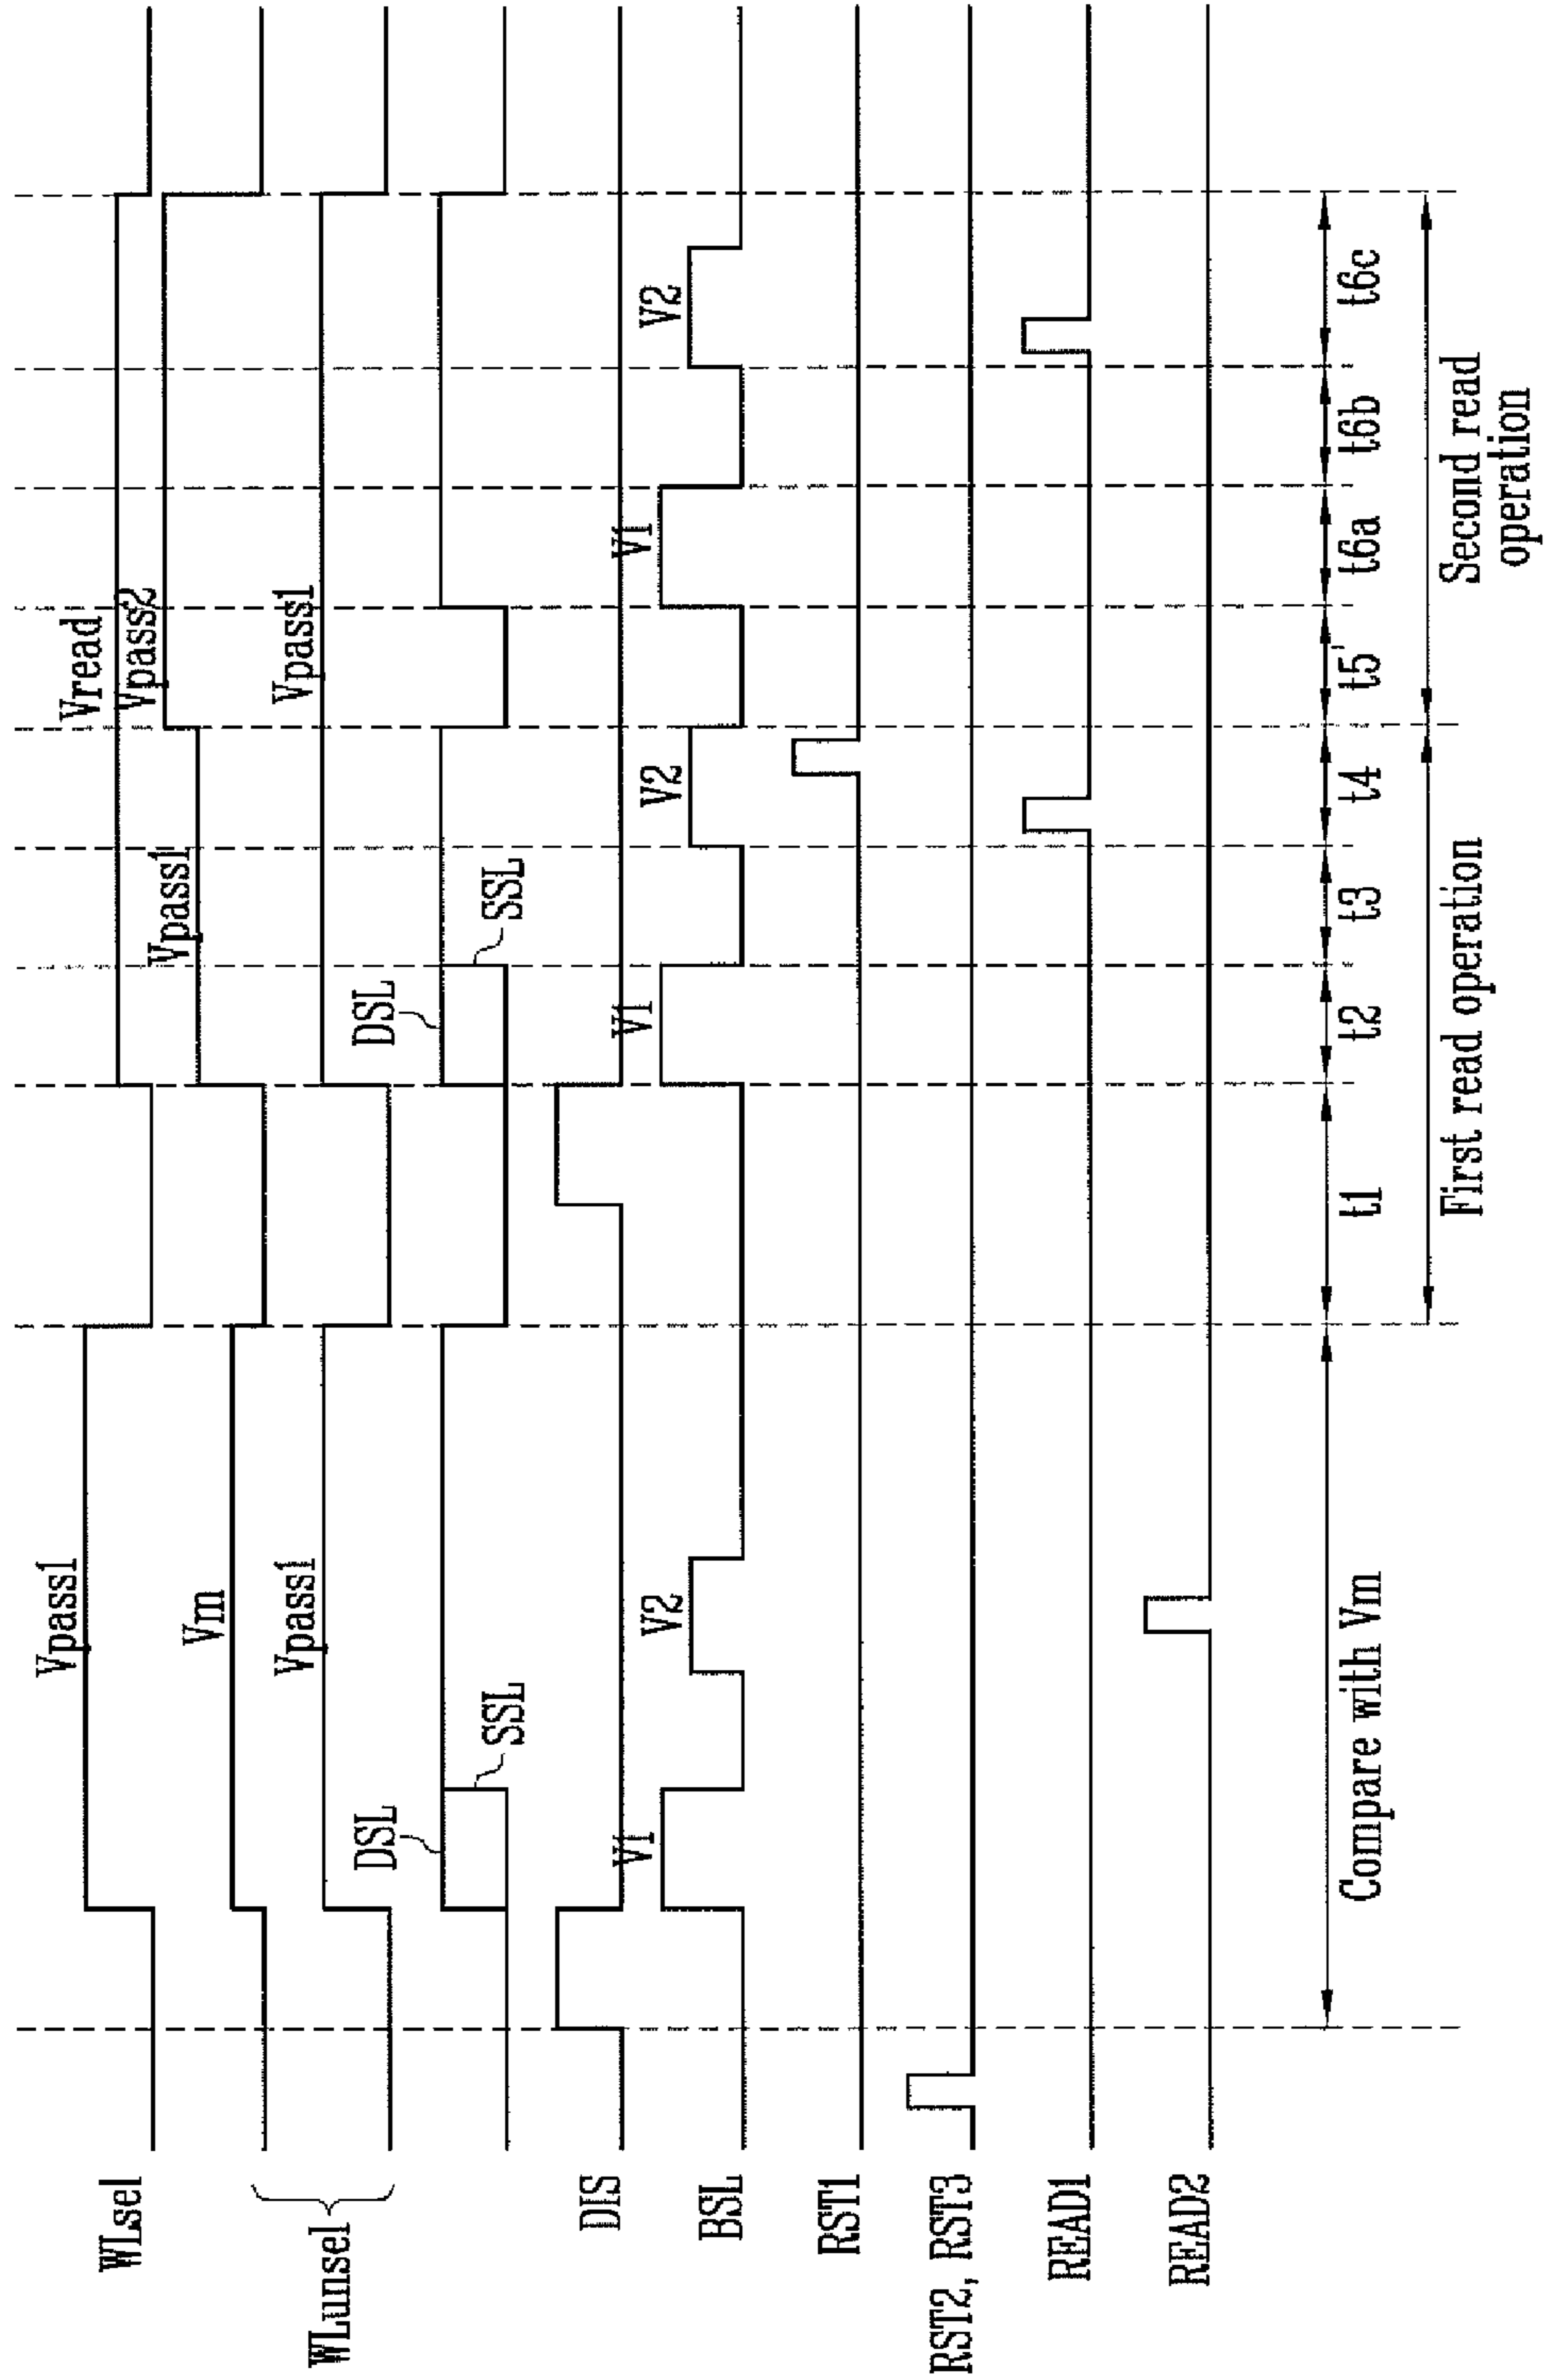 WLsel
Vpass1
Vread
Vm
Vpass1
Vpass2
WLunsel
Vpass1
Vpass1
DSL
SSL
DSL
SSL
DIS
BSL
V1
V2
V1
V2
V1
V2
RST1
RST2, RST3
READ1
READ2
Compare with Vm
t1
t2
t3
t4
t5'
t6a
t6b
t6c
First read operation
Second read
operation